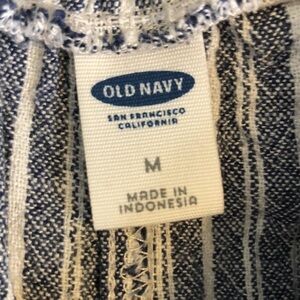 OLD NAVY
SAN FRANCISCO
CALIFORNIA
M
MADE IN
INDONESIA